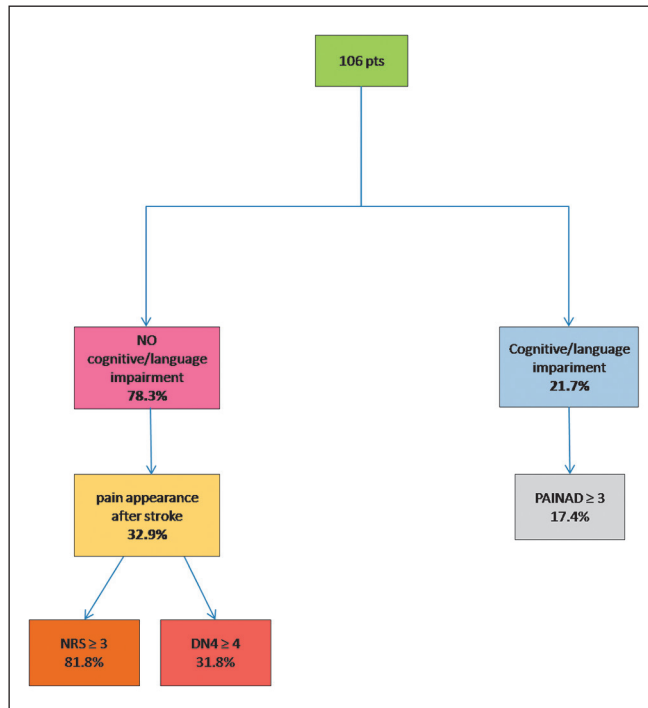 106 pts
NO
cognitive/language
impairment
78.3%
Cognitive/language
impariment
21.7%
pain appearance
after stroke
32.9%
PAINAD ≥ 3
17.4%
NRS ≥ 3
81.8%
DN4 ≥ 4
31.8%